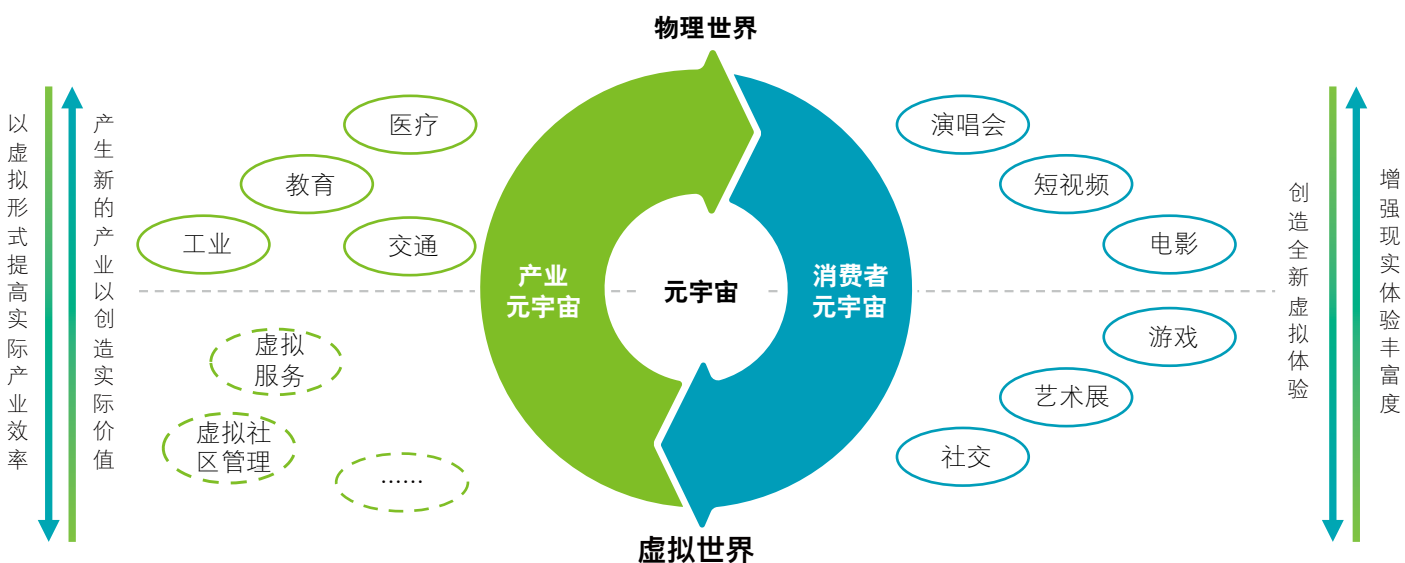 物理世界
以虚拟形式提高实际产业效率
产生新的产业以创造实际价值
医疗
教育
工业
交通
虚拟
服务
虚拟社
区管理
......
产业
元宇宙
元宇宙
消费者
元宇宙
演唱会
短视频
电影
游戏
艺术展
社交
创造全新虚拟体验
增强现实体验丰富度
虚拟世界